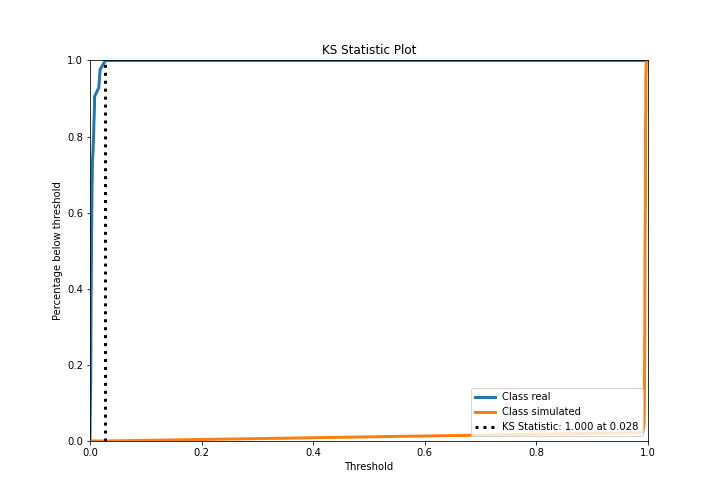 KS Statistic Plot
Percentage below threshold
1.0
0.8
0.6
0.4
0.2
0.0
0.0 0.2 0.4 0.6 0.8 1.0
Threshold
Class real
Class simulated
KS Statistic: 1.000 at 0.028